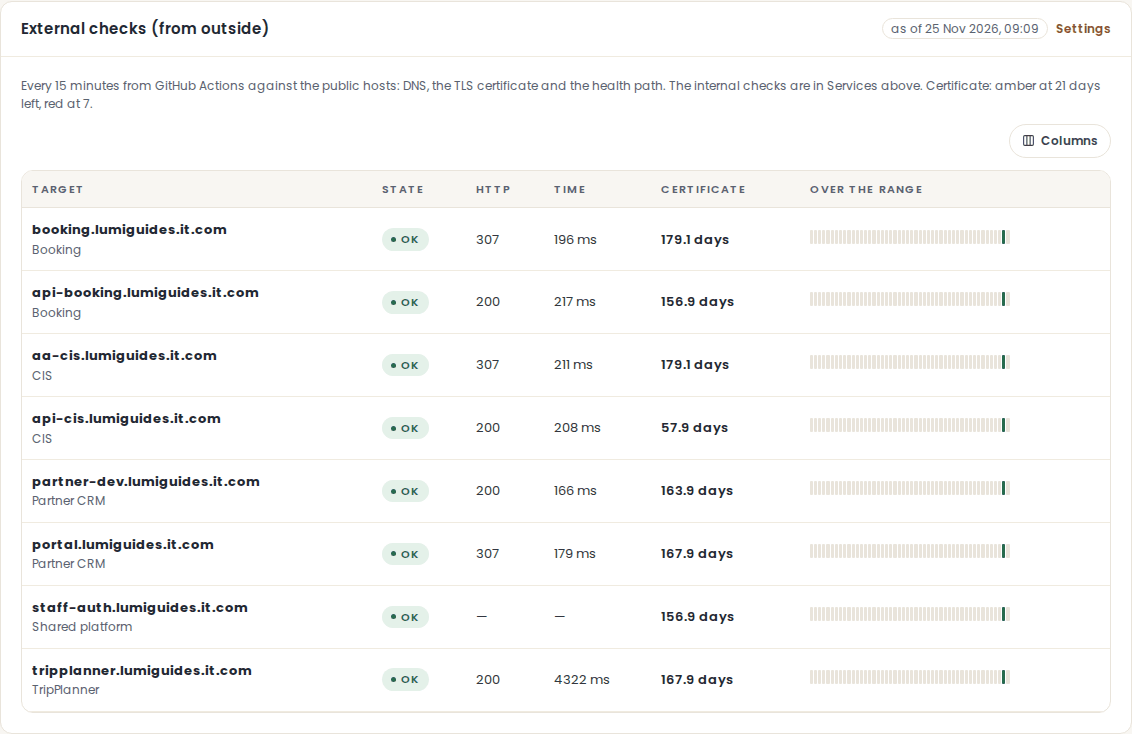 External checks (from outside)
as of 25 Nov 2026, 09:09 Settings
Every 15 minutes from GitHub Actions against the public hosts: DNS, the TLS certificate and the health path. The internal checks are in Services above. Certificate: amber at 21 days
left, red at 7.
Columns
TARGET STATE HTTP TIME CERTIFICATE OVER THE RANGE
booking.lumiguides.it.com
Booking
OK 307 196 ms 179.1 days
api-booking.lumiguides.it.com
Booking
OK 200 217 ms 156.9 days
aa-cis.lumiguides.it.com
CIS
OK 307 211 ms 179.1 days
api-cis.lumiguides.it.com
CIS
OK 200 208 ms 57.9 days
partner-dev.lumiguides.it.com
Partner CRM
OK 200 166 ms 163.9 days
portal.lumiguides.it.com
Partner CRM
OK 307 179 ms 167.9 days
staff-auth.lumiguides.it.com
Shared platform
OK — — 156.9 days
tripplanner.lumiguides.it.com
TripPlanner
OK 200 4322 ms 167.9 days